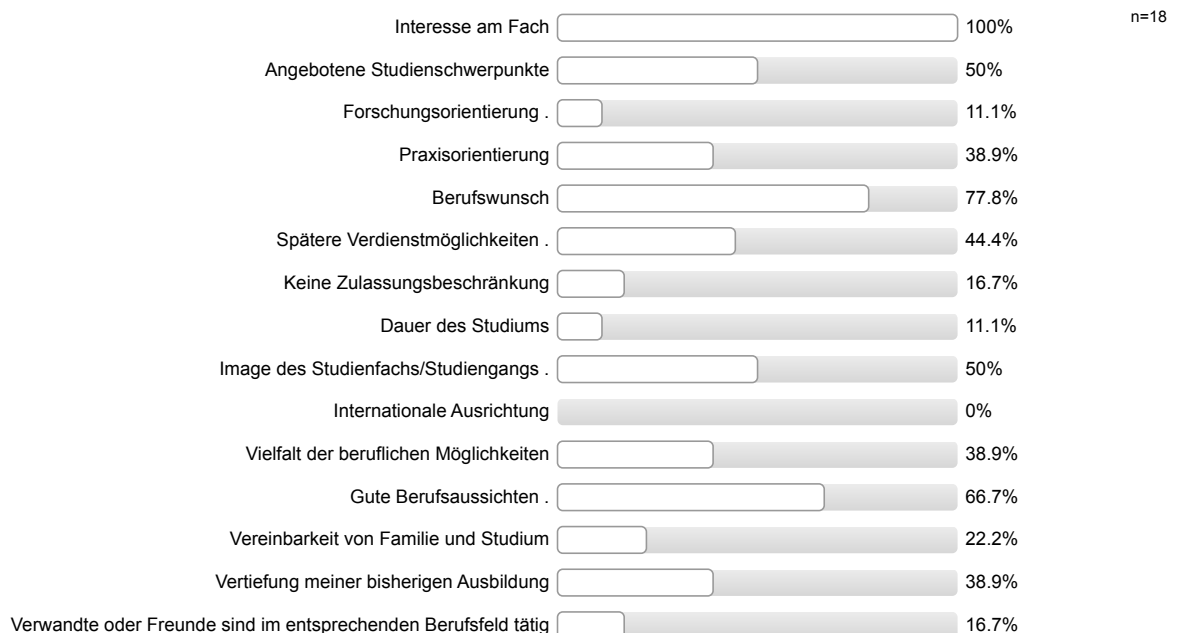 Interesse am Fach 100% n=18
Angebotene Studienschwerpunkte 50%
Forschungsorientierung . 11.1%
Praxisorientierung 38.9%
Berufswunsch 77.8%
Spätere Verdienstmöglichkeiten . 44.4%
Keine Zulassungsbeschränkung 16.7%
Dauer des Studiums 11.1%
Image des Studienfachs/Studiengangs . 50%
Internationale Ausrichtung 0%
Vielfalt der beruflichen Möglichkeiten 38.9%
Gute Berufsaussichten . 66.7%
Vereinbarkeit von Familie und Studium 22.2%
Vertiefung meiner bisherigen Ausbildung 38.9%
Verwandte oder Freunde sind im entsprechenden Berufsfeld tätig 16.7%